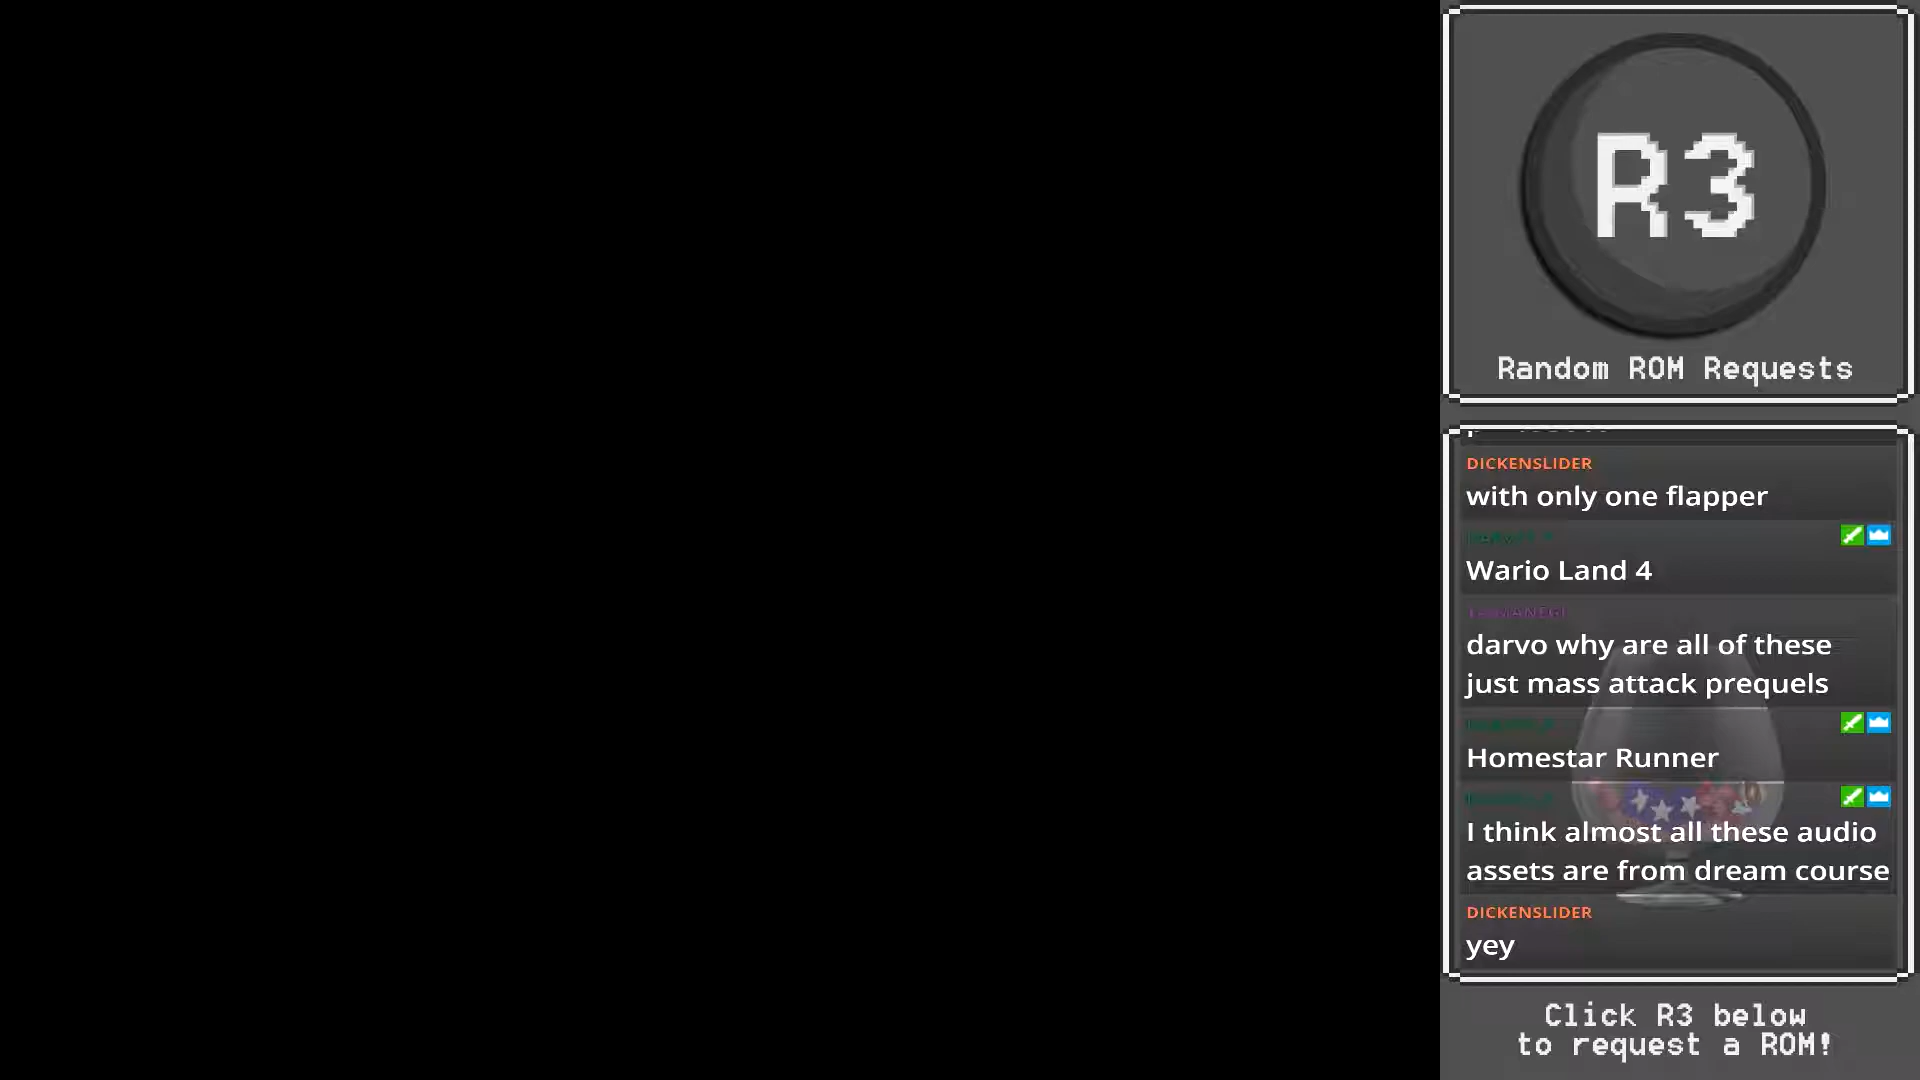 R3
Random ROM Requests
DICKENSLIDER
with only one flapper
Wario Land 4
darvo why are all of these
just mass attack prequels
Homestar Runner
I think almost all these audio
assets are from dream course
DICKENSLIDER
yey
Click R3 below
to request a ROM!